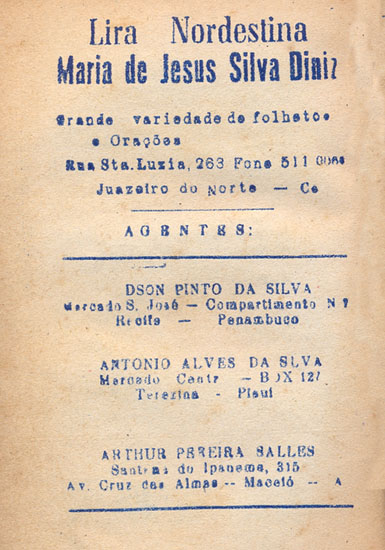 Lira Nordestina
Maria de Jesus Silva Diniz
Grande variedade de folhetos
e Orações
Rua Sta. Luzia, 263 Fone 511
Juazeiro do Norte — Ce
AGENTES:
DSON PINTO DA SILVA
Mercado S. José — Compartimento N
Recife — Penambuco
ANTONIO ALVES DA SLVA
Mercado Centr — BOX 127
Terezina - Piauí
ARTHUR PEREIRA SALLES
Santana do Ipanema, 315
Av. Cruz das Almas -- Maceió -- A